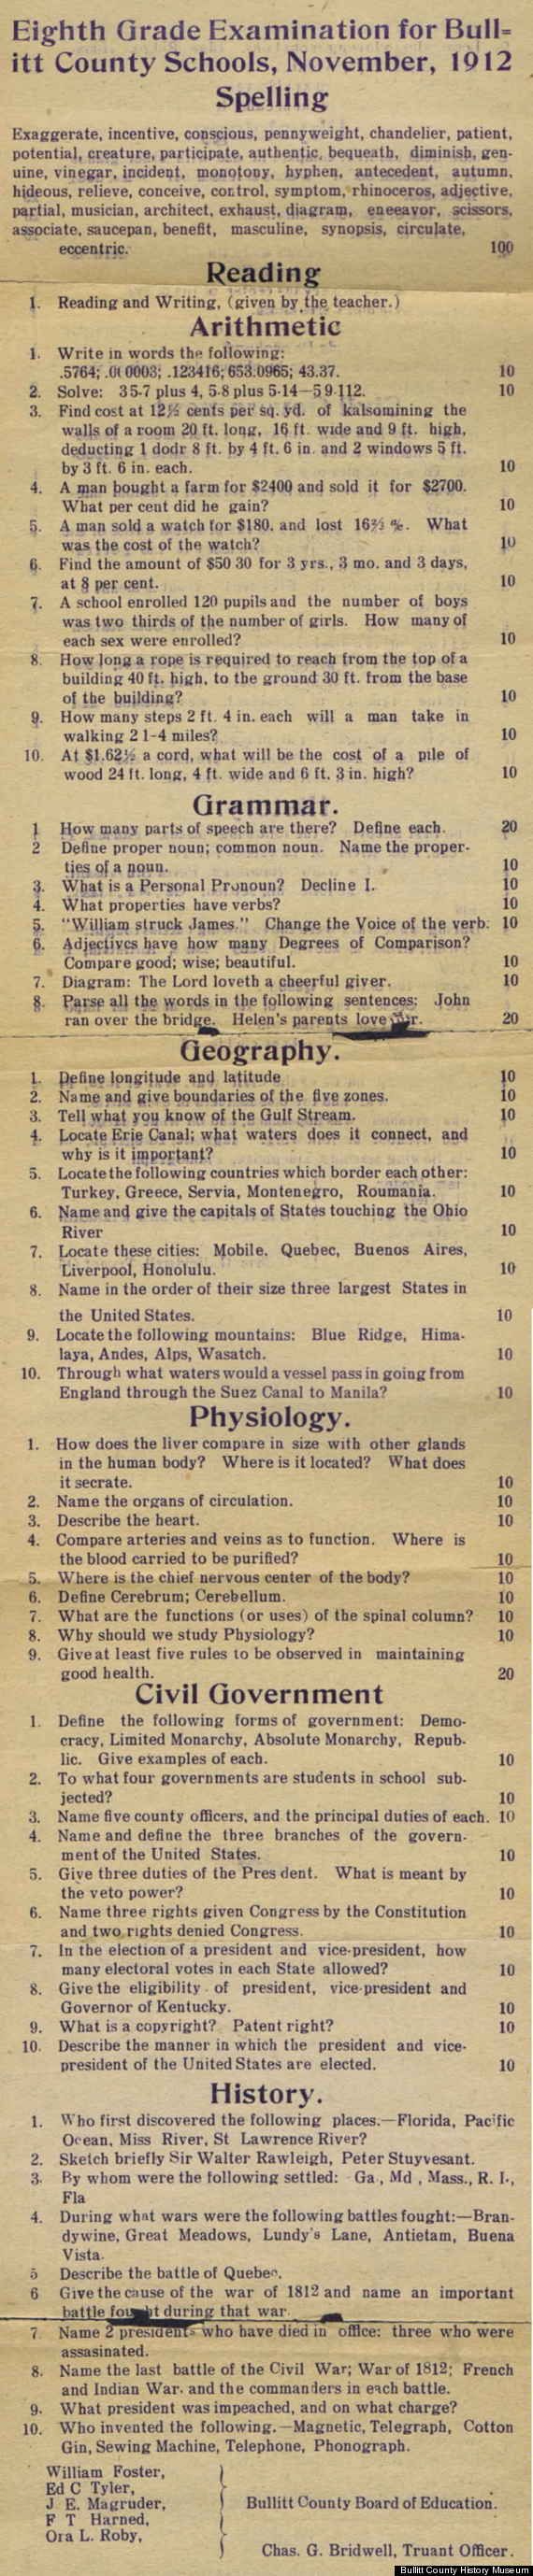 Eighth Grade Examination for Bull=
itt County Schools, November, 1912
Spelling
Exaggerate, incentive, conscious, pennyweight, chandelier, patient,
potential, creature, participate, authentic, bequeath, diminish, gen-
uine, vinegar, incident, monotony, hyphen, antecedent, autumn,
hideous, relieve, conceive, control, symptom, rhinoceros, adjective,
partial, musician, architect, exhaust, diagram, eneeavor, scissors,
associate, saucepan, benefit, masculine, synopsis, circulate,
eccentric. 100
Reading
1. Reading and Writing, (given by the teacher.)
Arithmetic
1. Write in words the following:
.5764; .000003; .123416; 653.0965; 43.37. 10
2. Solve: 35-7 plus 4, 5-8 plus 5-14—59-112. 10
3. Find cost at 12½ cents per sq. yd. of kalsomining the
walls of a room 20 ft. long, 16 ft. wide and 9 ft. high,
deducting 1 dodr 8 ft. by 4 ft. 6 in. and 2 windows 5 ft.
by 3 ft. 6 in. each. 10
4. A man bought a farm for $2400 and sold it for $2700.
What per cent did he gain? 10
5. A man sold a watch for $180. and lost 16⅔ %. What
was the cost of the watch? 10
6. Find the amount of $50 30 for 3 yrs., 3 mo. and 3 days,
at 8 per cent. 10
7. A school enrolled 120 pupils and the number of boys
was two thirds of the number of girls. How many of
each sex were enrolled? 10
8. How long a rope is required to reach from the top of a
building 40 ft. high, to the ground 30 ft. from the base
of the building? 10
9. How many steps 2 ft. 4 in. each will a man take in
walking 2 1-4 miles? 10
10. At $1.62½ a cord, what will be the cost of a pile of
wood 24 ft. long, 4 ft. wide and 6 ft. 3 in. high? 10
Grammar.
1 How many parts of speech are there? Define each. 20
2 Define proper noun; common noun. Name the proper-
ties of a noun. 10
3. What is a Personal Pronoun? Decline I. 10
4. What properties have verbs? 10
5. "William struck James." Change the Voice of the verb. 10
6. Adjectives have how many Degrees of Comparison?
Compare good; wise; beautiful. 10
7. Diagram: The Lord loveth a cheerful giver. 10
8. Parse all the words in the following sentences: John
ran over the bridge. Helen's parents love 20
Geography.
1. Define longitude and latitude 10
2. Name and give boundaries of the five zones. 10
3. Tell what you know of the Gulf Stream. 10
4. Locate Erie Canal; what waters does it connect, and
why is it important? 10
5. Locate the following countries which border each other:
Turkey, Greece, Servia, Montenegro, Roumania. 10
6. Name and give the capitals of States touching the Ohio
River 10
7. Locate these cities: Mobile, Quebec, Buenos Aires,
Liverpool, Honolulu. 10
8. Name in the order of their size three largest States in
the United States. 10
9. Locate the following mountains: Blue Ridge, Hima-
laya, Andes, Alps, Wasatch. 10
10. Through what waters would a vessel pass in going from
England through the Suez Canal to Manila? 10
Physiology.
1. How does the liver compare in size with other glands
in the human body? Where is it located? What does
it secrate. 10
2. Name the organs of circulation. 10
3. Describe the heart. 10
4. Compare arteries and veins as to function. Where is
the blood carried to be purified? 10
5. Where is the chief nervous center of the body? 10
6. Define Cerebrum; Cerebellum. 10
7. What are the functions (or uses) of the spinal column? 10
8. Why should we study Physiology? 10
9. Give at least five rules to be observed in maintaining
good health. 20
Civil Government
1. Define the following forms of government: Demo-
cracy, Limited Monarchy, Absolute Monarchy, Repub-
lic. Give examples of each. 10
2. To what four governments are students in school sub-
jected? 10
3. Name five county officers, and the principal duties of each. 10
4. Name and define the three branches of the govern-
ment of the United States. 10
5. Give three duties of the Pres dent. What is meant by
the veto power? 10
6. Name three rights given Congress by the Constitution
and two rights denied Congress. 10
7. In the election of a president and vice-president, how
many electoral votes in each State allowed? 10
8. Give the eligibility of president, vice-president and
Governor of Kentucky. 10
9. What is a copyright? Patent right? 10
10. Describe the manner in which the president and vice-
president of the United States are elected. 10
History.
1. Who first discovered the following places.—Florida, Pacific
Ocean, Miss River, St Lawrence River?
2. Sketch briefly Sir Walter Rawleigh, Peter Stuyvesant.
3. By whom were the following settled: Ga., Md , Mass., R. I.,
Fla
4. During what wars were the following battles fought:—Bran-
dywine, Great Meadows, Lundy's Lane, Antietam, Buena
Vista.
5 Describe the battle of Quebec.
6 Give the cause of the war of 1812 and name an important
battle fought during that war
7. Name 2 presidents who have died in office: three who were
assasinated.
8. Name the last battle of the Civil War; War of 1812; French
and Indian War. and the commanders in each battle.
9. What president was impeached, and on what charge?
10. Who invented the following.—Magnetic, Telegraph, Cotton
Gin, Sewing Machine, Telephone, Phonograph.
William Foster,
Ed C Tyler,
J. E. Magruder,
F T Harned,
Ora L. Roby,
Bullitt County Board of Education.
Chas. G. Bridwell, Truant Officer.
Bullitt County History Museum